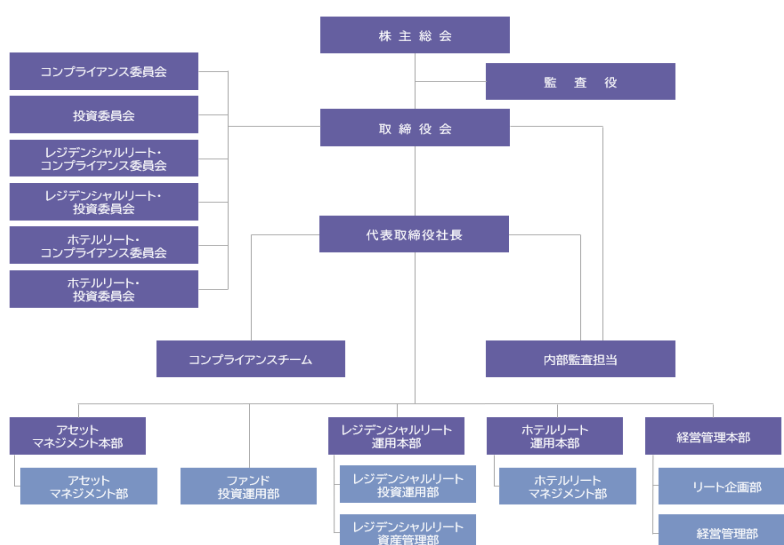 株主総会
監査役
コンプライアンス委員会
投資委員会
レジデンシャルリート・
コンプライアンス委員会
レジデンシャルリート・
投資委員会
ホテルリート・
コンプライアンス委員会
ホテルリート・
投資委員会
取締役会
代表取締役社長
コンプライアンスチーム
内部監査担当
アセット
マネジメント本部
レジデンシャルリート
運用本部
ホテルリート
運用本部
経営管理本部
アセット
マネジメント部
ファンド
投資運用部
レジデンシャルリート
投資運用部
ホテルリート
マネジメント部
リート企画部
レジデンシャルリート
資産管理部
経営管理部